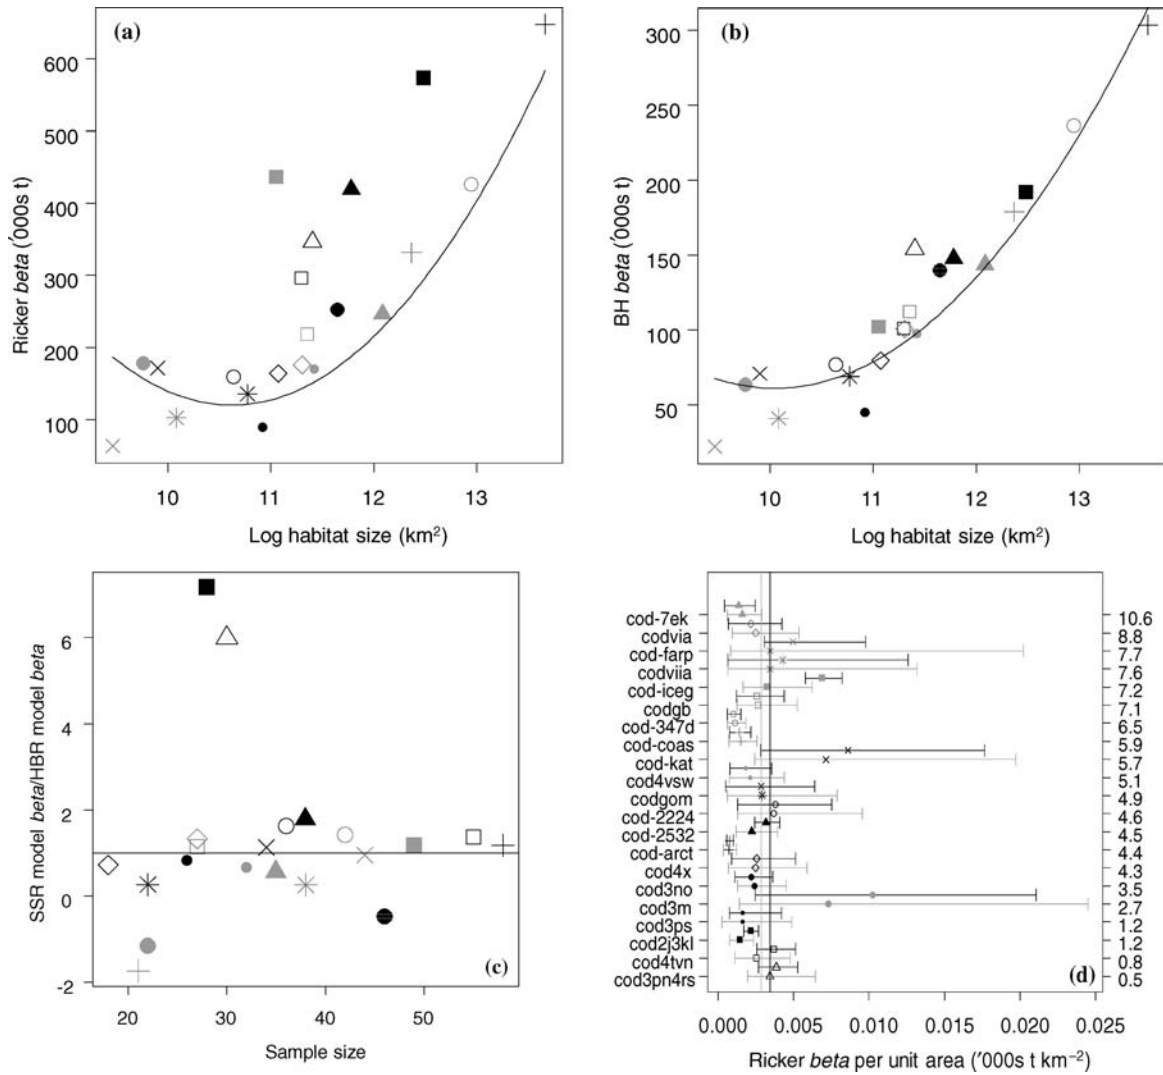 (a)
600
500
400
300
200
100
Ricker beta (′000s t)
10 11 12 13
Log habitat size (km²)
(b)
300
250
200
150
100
50
BH beta (′000s t)
10 11 12 13
Log habitat size (km²)
6
4
2
0
-2
SSR model beta/HBR model beta
(c)
20 30 40 50
Sample size
cod-7ek 10.6
codvia 8.8
cod-farp 7.7
codviia 7.6
cod-iceg 7.2
codgb 7.1
cod-347d 6.5
cod-coas 5.9
cod-kat 5.7
cod4vsw 5.1
codgom 4.9
cod-2224 4.6
cod-2532 4.5
cod-arct 4.4
cod4x 4.3
cod3no 3.5
cod3m 2.7
cod3ps 1.2
cod2j3kl 1.2
cod4tvn 0.8
cod3pn4rs 0.5
(d)
0.000 0.005 0.010 0.015 0.020 0.025
Ricker beta per unit area (′000s t km⁻²)